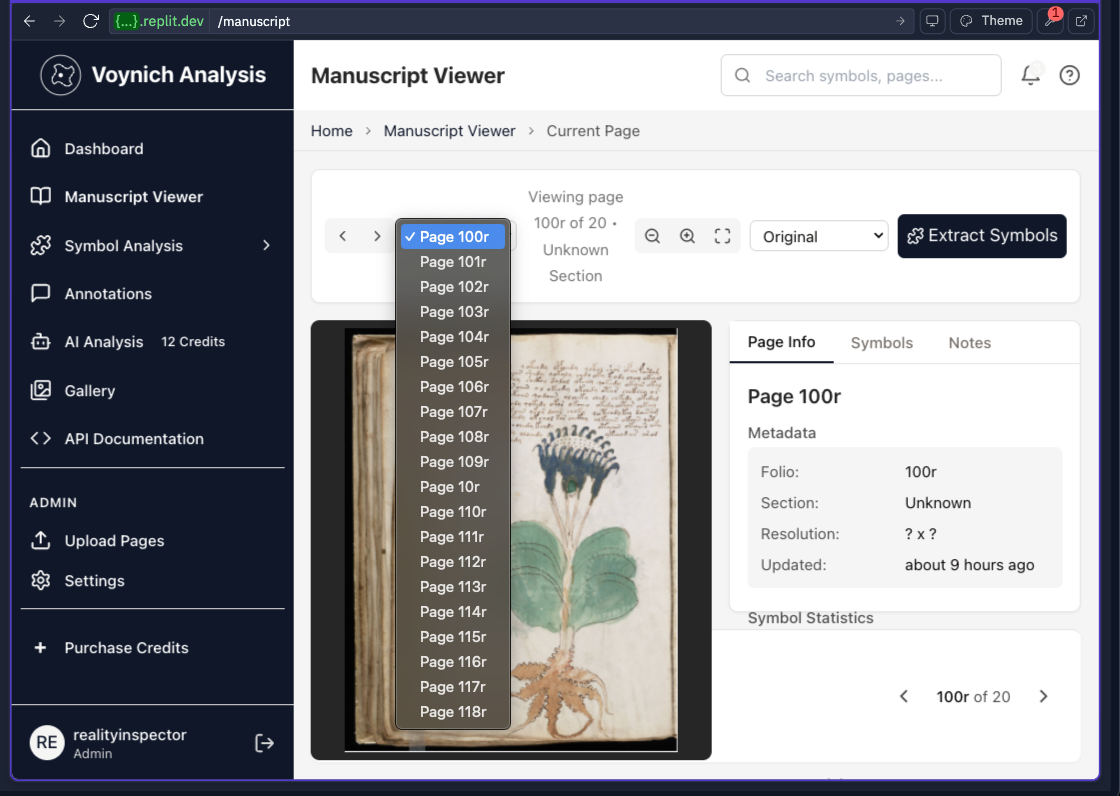 {...}.replit.dev /manuscript
Theme
1
Voynich Analysis
Manuscript Viewer
Search symbols, pages...
Home > Manuscript Viewer > Current Page
Dashboard
Manuscript Viewer
Symbol Analysis
Annotations
AI Analysis 12 Credits
Gallery
API Documentation
ADMIN
Upload Pages
Settings
+ Purchase Credits
RE
realityinspector
Admin
✓ Page 100r
Page 101r
Page 102r
Page 103r
Page 104r
Page 105r
Page 106r
Page 107r
Page 108r
Page 109r
Page 10r
Page 110r
Page 111r
Page 112r
Page 113r
Page 114r
Page 115r
Page 116r
Page 117r
Page 118r
Viewing page
100r of 20 •
Unknown
Section
Original
Extract Symbols
Page Info
Symbols
Notes
Page 100r
Metadata
Folio: 100r
Section: Unknown
Resolution: ? x ?
Updated: about 9 hours ago
Symbol Statistics
100r of 20